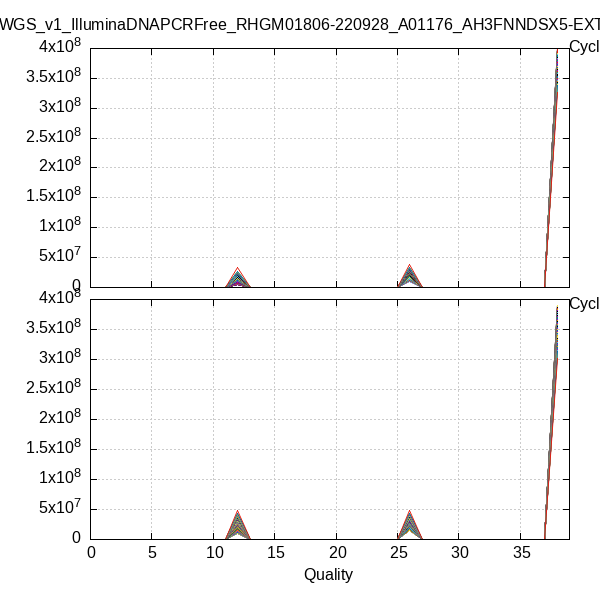 WGS_v1_IlluminaDNAPCRFree_RHGM01806-220928_A01176_AH3FNNDSX5-EXT
4x10^8 Cycl
3.5x10^8
3x10^8
2.5x10^8
2x10^8
1.5x10^8
1x10^8
5x10^7
0
4x10^8 Cycl
3.5x10^8
3x10^8
2.5x10^8
2x10^8
1.5x10^8
1x10^8
5x10^7
0
0 5 10 15 20 25 30 35
Quality